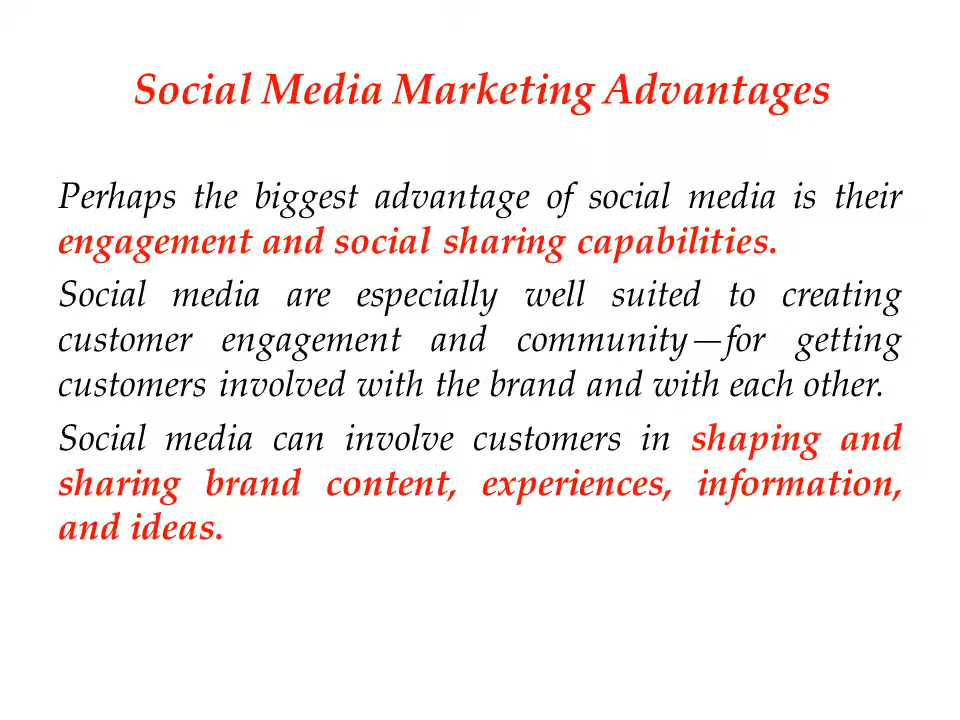 Social Media Marketing Advantages
Perhaps the biggest advantage of social media is their
engagement and social sharing capabilities.
Social media are especially well suited to creating
customer engagement and community—for getting
customers involved with the brand and with each other.
Social media can involve customers in shaping and
sharing brand content, experiences, information,
and ideas.